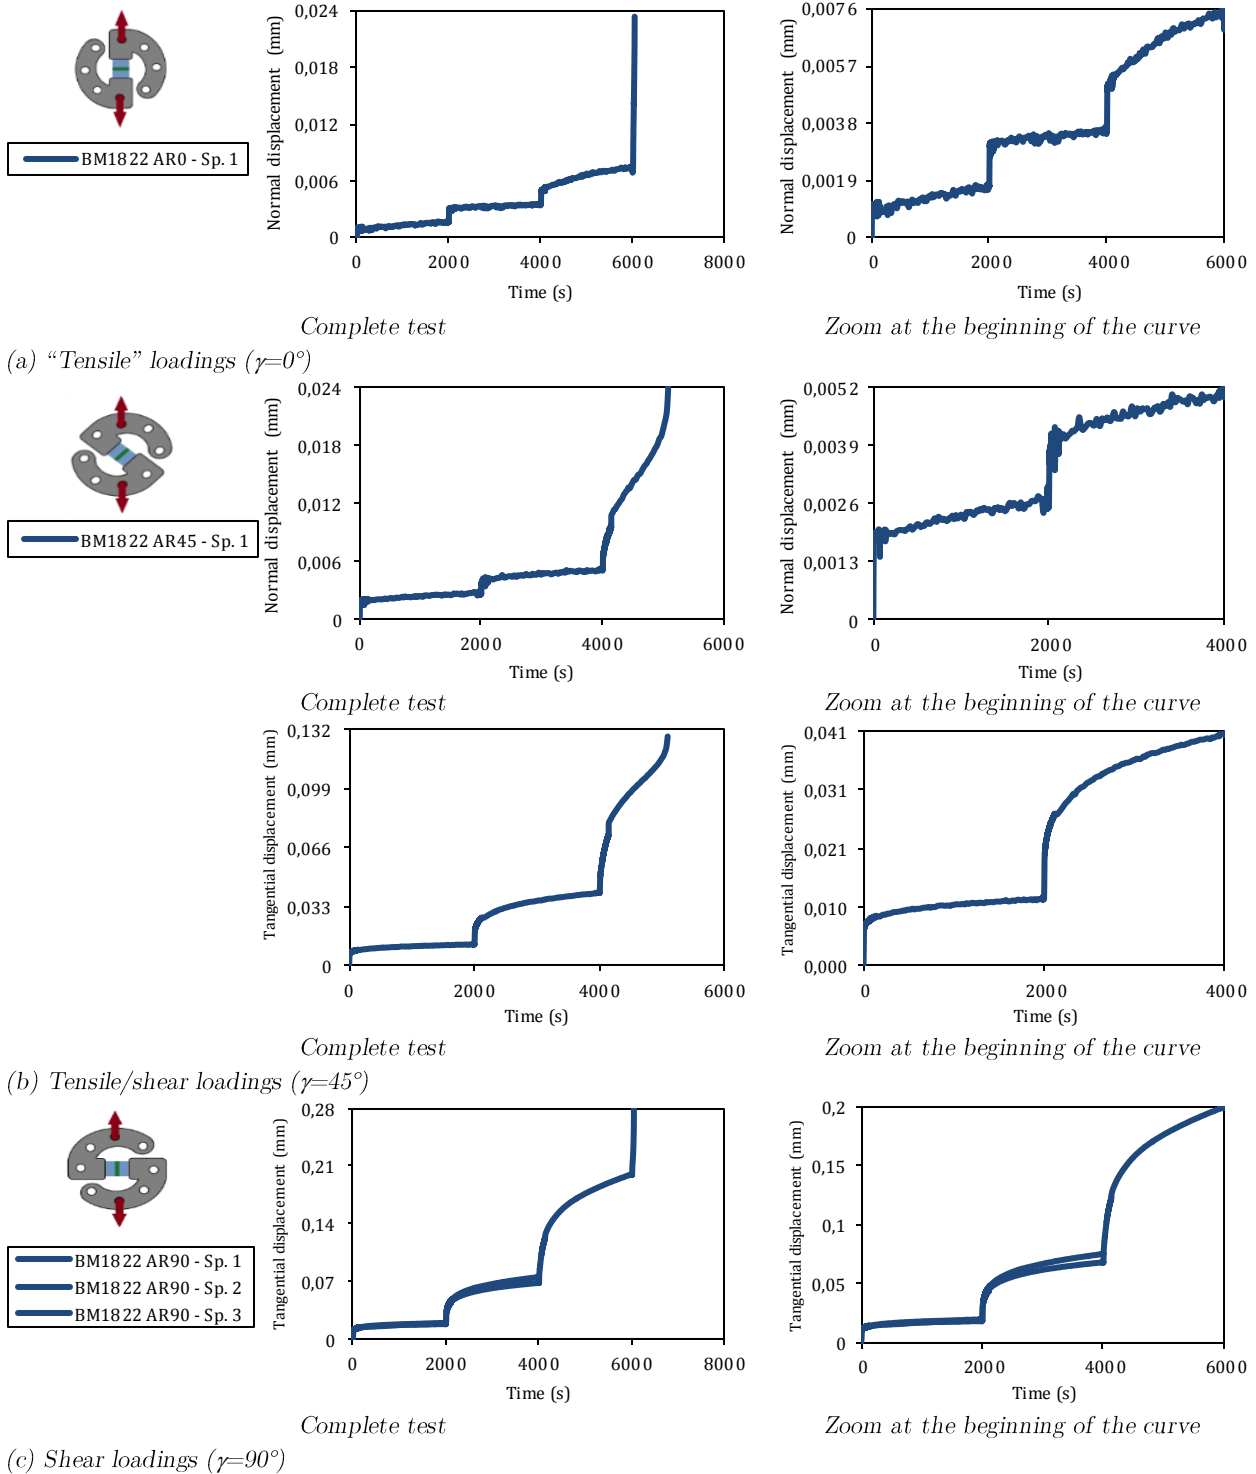 0,024
0,018
0,012
0,006
0
Normal displacement (mm)
0 2000 4000 6000 8000
Time (s)
0,0076
0,0057
0,0038
0,0019
0
Normal displacement (mm)
0 2000 4000 6000
Time (s)
BM1822 AR0 - Sp. 1
Complete test
Zoom at the beginning of the curve
(a) “Tensile” loadings (γ=0°)
0,024
0,018
0,012
0,006
0
Normal displacement (mm)
0 2000 4000 6000
Time (s)
0,0052
0,0039
0,0026
0,0013
0
Normal displacement (mm)
0 2000 4000
Time (s)
BM1822 AR45 - Sp. 1
Complete test
Zoom at the beginning of the curve
0,132
0,099
0,066
0,033
0
Tangential displacement (mm)
0 2000 4000 6000
Time (s)
0,041
0,031
0,021
0,010
0,000
Tangential displacement (mm)
0 2000 4000
Time (s)
Complete test
Zoom at the beginning of the curve
(b) Tensile/shear loadings (γ=45°)
0,28
0,21
0,14
0,07
0
Tangential displacement (mm)
0 2000 4000 6000 8000
Time (s)
0,2
0,15
0,1
0,05
0
Tangential displacement (mm)
0 2000 4000 6000
Time (s)
BM1822 AR90 - Sp. 1
BM1822 AR90 - Sp. 2
BM1822 AR90 - Sp. 3
Complete test
Zoom at the beginning of the curve
(c) Shear loadings (γ=90°)